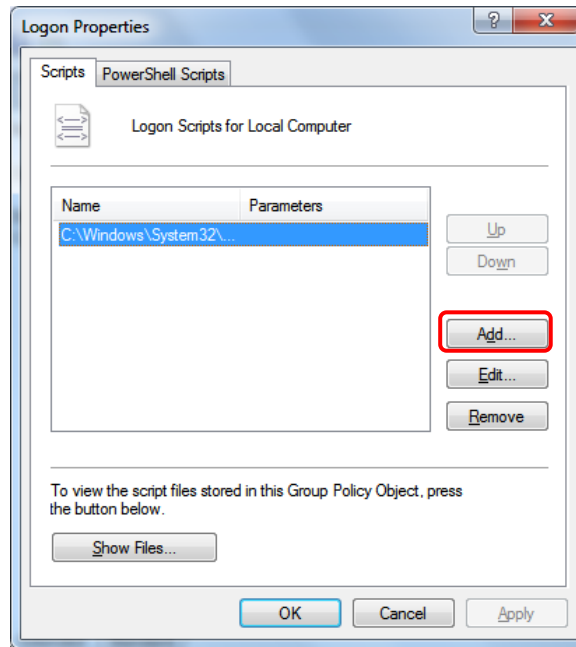 Logon Properties
Scripts
PowerShell Scripts
Logon Scripts for Local Computer
Name Parameters
C:\Windows\System32\...
Up
Down
Add...
Edit...
Remove
To view the script files stored in this Group Policy Object, press
the button below.
Show Files...
OK Cancel Apply